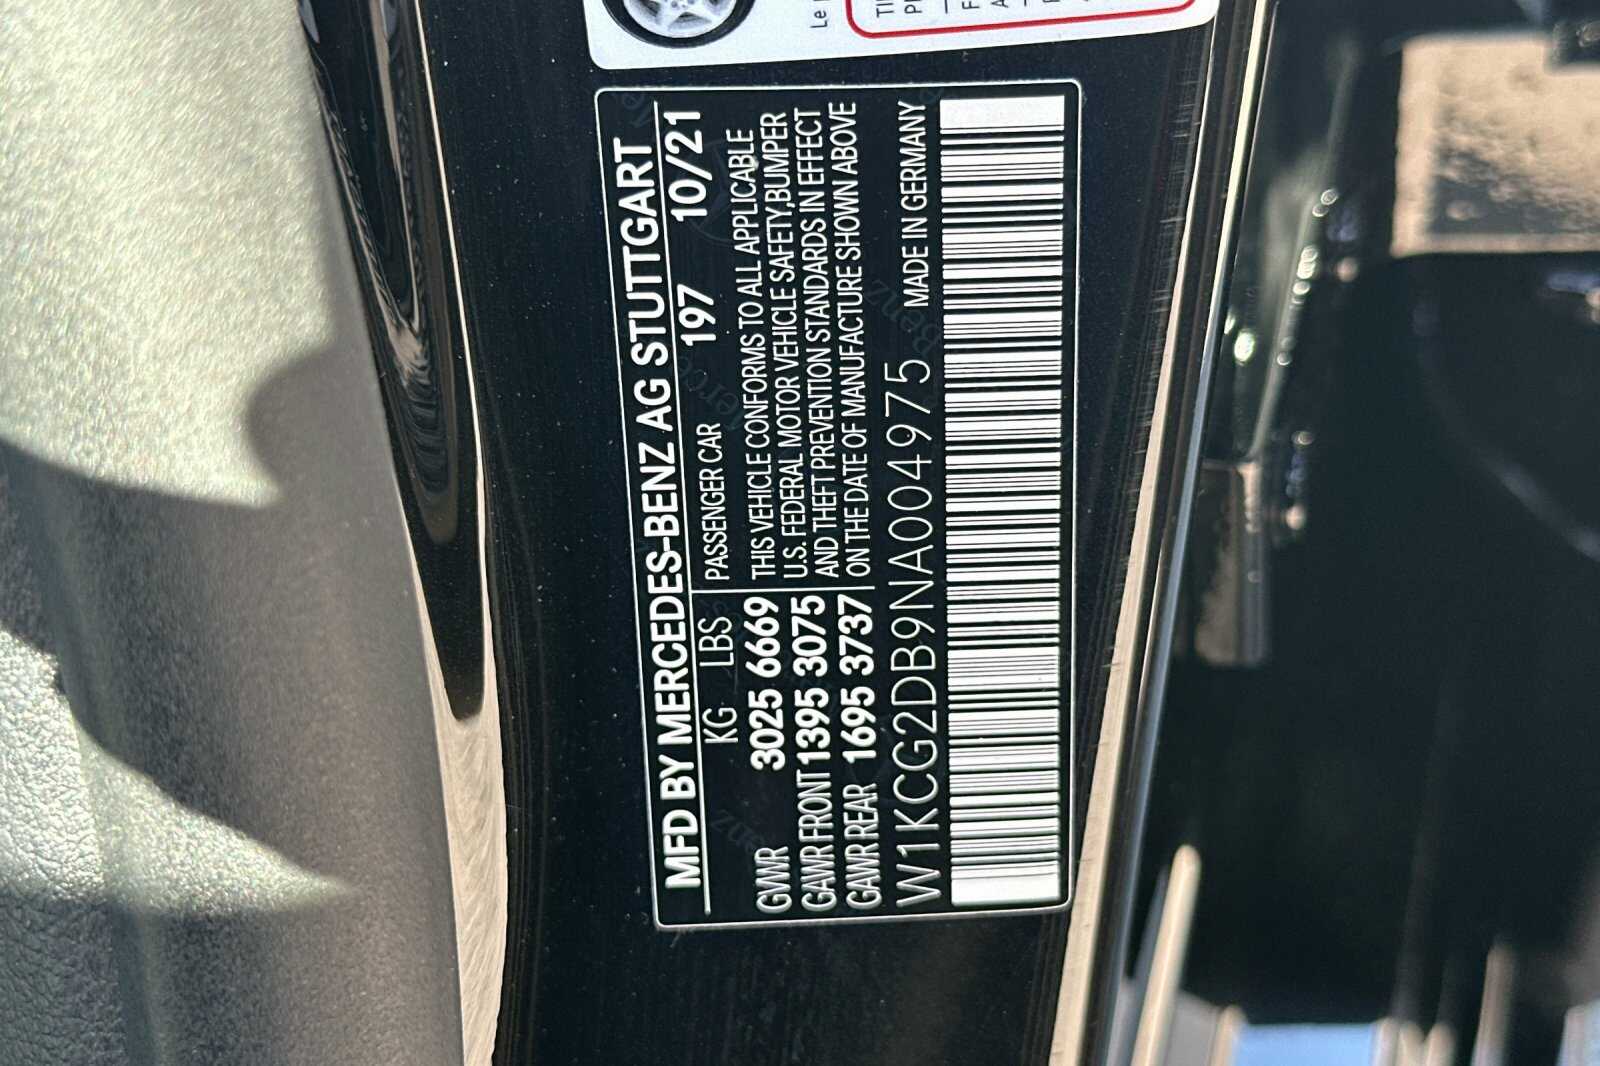 Le
MFD BY MERCEDES-BENZ AG STUTTGART
KG LBS PASSENGER CAR 197 10/21
GVWR 3025 6669 THIS VEHICLE CONFORMS TO ALL APPLICABLE
GAWR FRONT 1395 3075 U.S. FEDERAL MOTOR VEHICLE SAFETY,BUMPER
GAWR REAR 1695 3737 AND THEFT PREVENTION STANDARDS IN EFFECT
ON THE DATE OF MANUFACTURE SHOWN ABOVE
W1KCG2DB9NA004975 MADE IN GERMANY